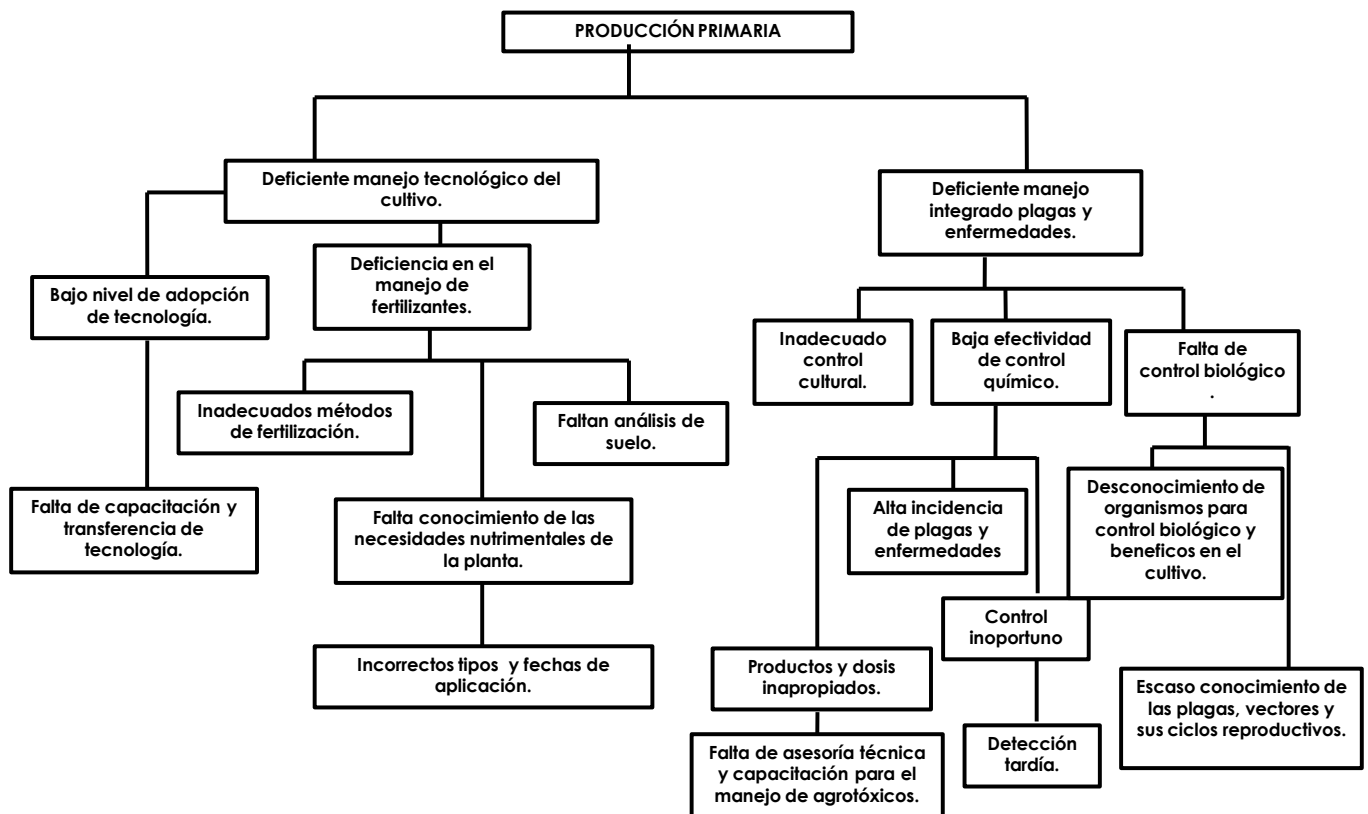 PRODUCCIÓN PRIMARIA
Deficiente manejo tecnológico del
cultivo.
Deficiente manejo
integrado plagas y
enfermedades.
Bajo nivel de adopción
de tecnología.
Deficiencia en el
manejo de
fertilizantes.
Inadecuado
control
cultural.
Baja efectividad
de control
químico.
Falta de
control biológico
.
Inadecuados métodos
de fertilización.
Faltan análisis de
suelo.
Falta de capacitación y
transferencia de
tecnología.
Falta conocimiento de las
necesidades nutrimentales de
la planta.
Alta incidencia
de plagas y
enfermedades
Desconocimiento de
organismos para
control biológico y
beneficos en el
cultivo.
Control
inoportuno
Incorrectos tipos y fechas de
aplicación.
Productos y dosis
inapropiados.
Escaso conocimiento de
las plagas, vectores y
sus ciclos reproductivos.
Falta de asesoría técnica
y capacitación para el
manejo de agrotóxicos.
Detección
tardía.